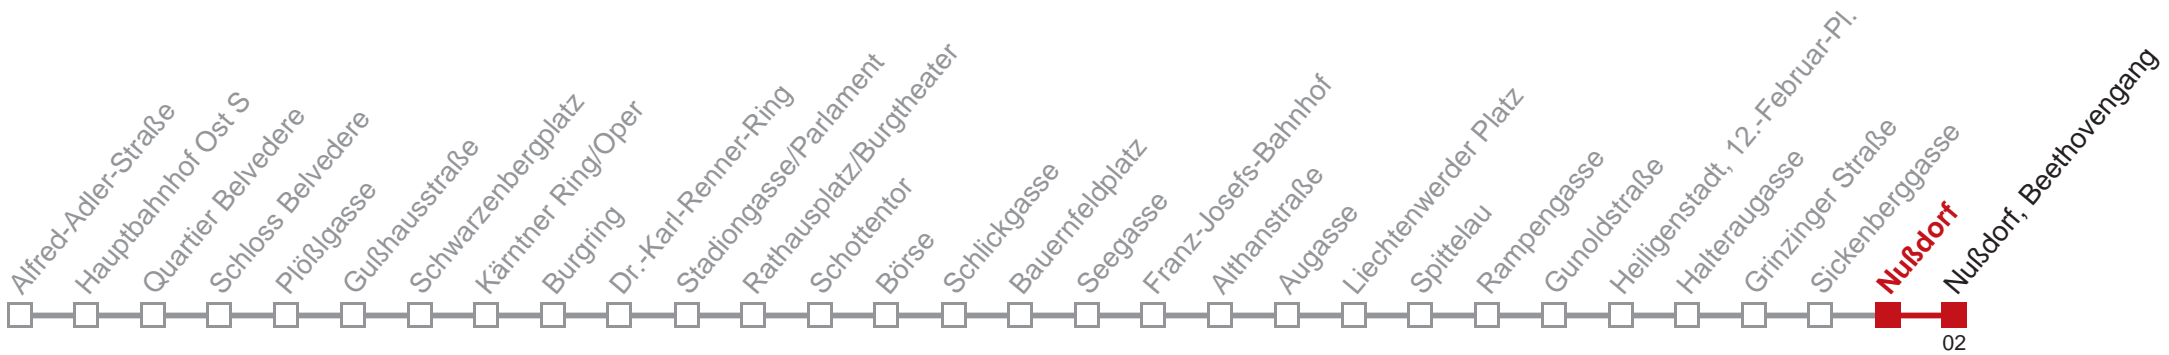 Alfred-Adler-Straße
Hauptbahnhof Ost S
Quartier Belvedere
Schloss Belvedere
Plößlgasse
Gußhausstraße
Schwarzenbergplatz
Kärntner Ring/Oper
Burgring
Dr.-Karl-Renner-Ring
Stadiongasse/Parlament
Rathausplatz/Burgtheater
Schottentor
Börse
Schlickgasse
Bauernfeldplatz
Seegasse
Franz-Josefs-Bahnhof
Althanstraße
Augasse
Liechtenwerder Platz
Spittelau
Rampengasse
Gunoldstraße
Heiligenstadt, 12.-Februar-Pl.
Halteraugasse
Grinzinger Straße
Sickenberggasse
Nußdorf
Nußdorf, Beethovengang
02